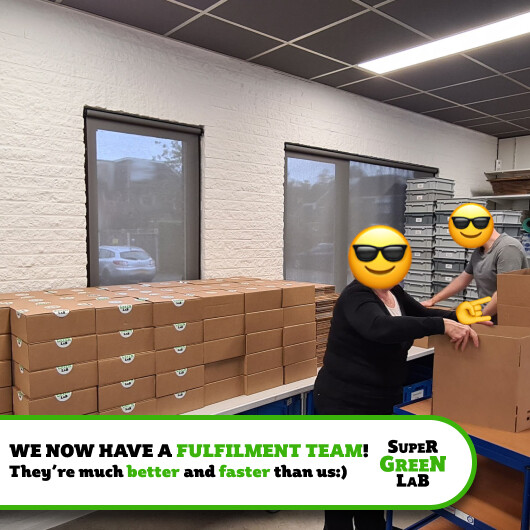 WE NOW HAVE A FULFILMENT TEAM!
They're much better and faster than us:)
SUPER
GREEN
LAB